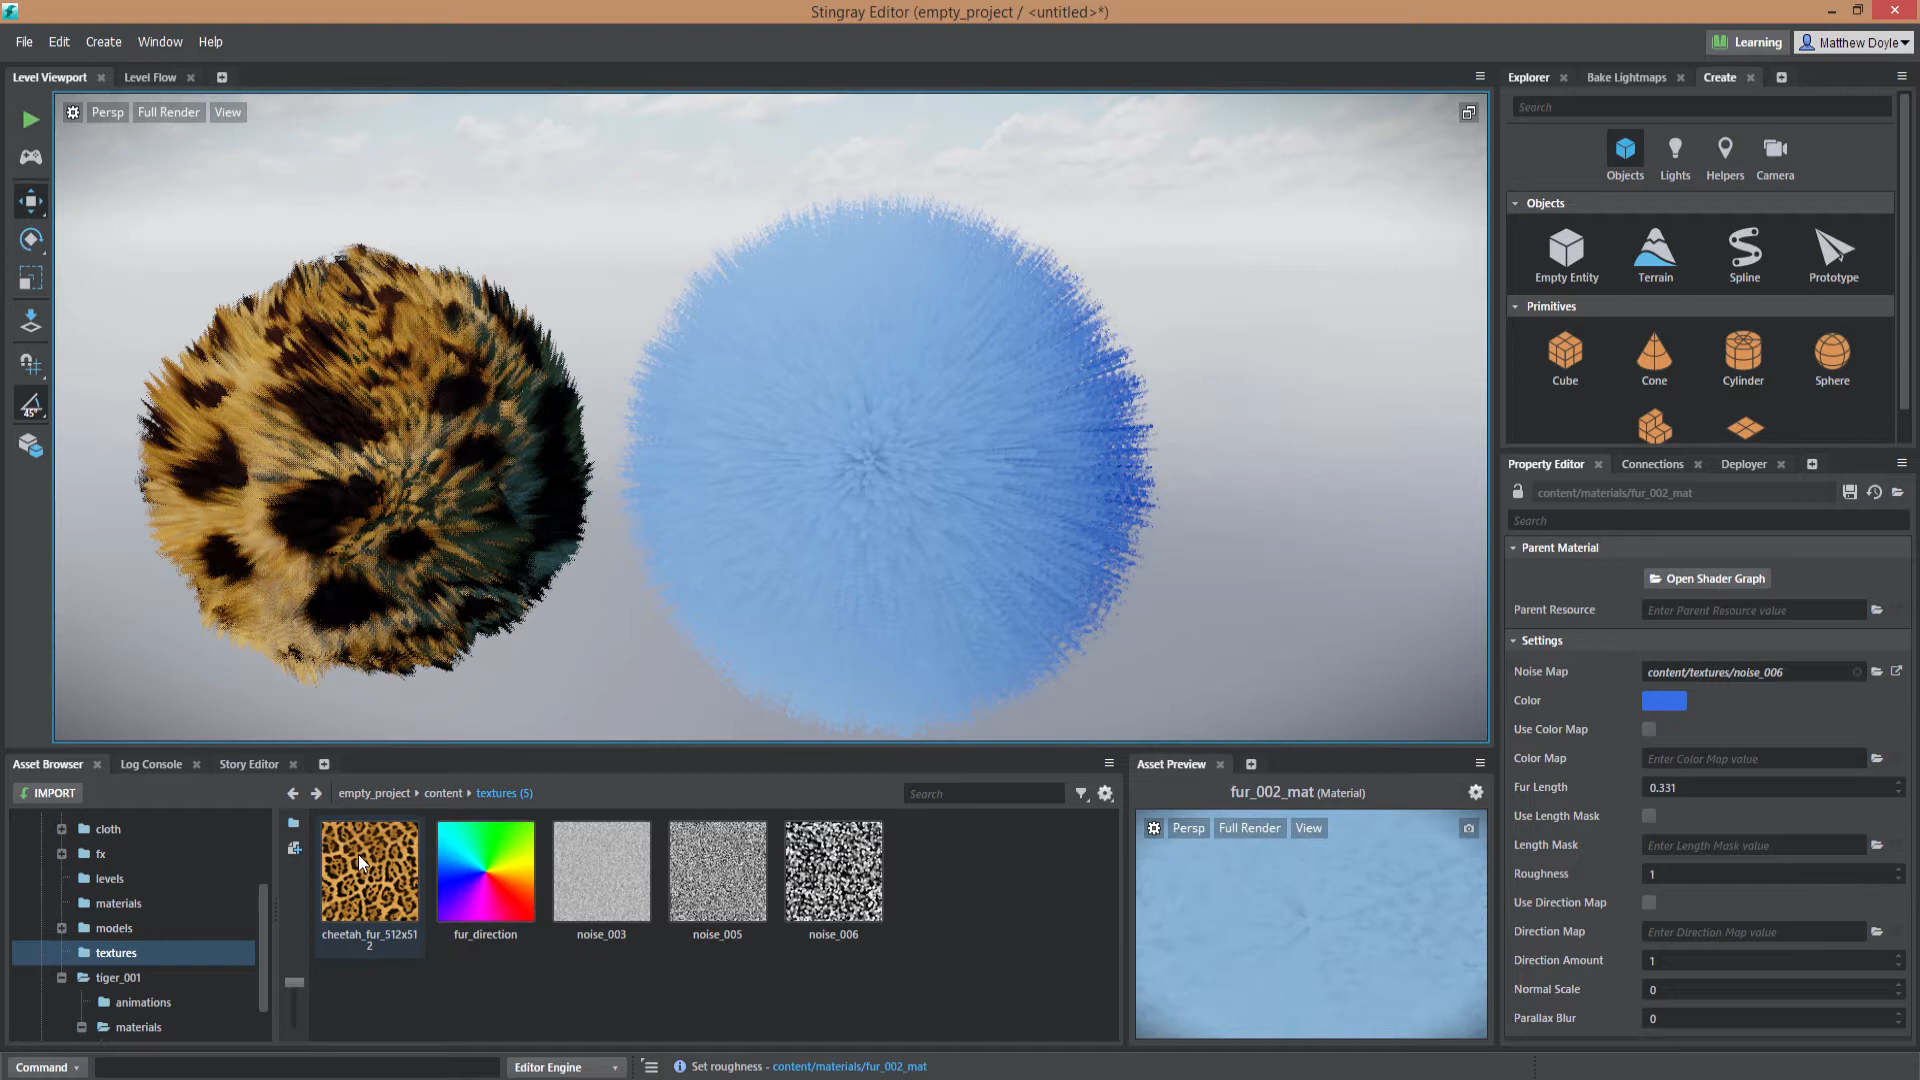 Stingray Editor (empty_project / <untitled>*)
File Edit Create Window Help
Learning Matthew Doyle
Level Viewport Level Flow
Persp Full Render View
Explorer Bake Lightmaps Create
Search
Objects Lights Helpers Camera
Objects
Empty Entity Terrain Spline Prototype
Primitives
Cube Cone Cylinder Sphere
45°
Property Editor Connections Deployer
content/materials/fur_002_mat
Search
Parent Material
Open Shader Graph
Parent Resource Enter Parent Resource value
Settings
Noise Map content/textures/noise_006
Color
Use Color Map
Color Map Enter Color Map value
Fur Length 0.331
Use Length Mask
Length Mask Enter Length Mask value
Roughness 1
Use Direction Map
Direction Map Enter Direction Map value
Direction Amount 1
Normal Scale 0
Parallax Blur 0
Asset Browser Log Console Story Editor
IMPORT
empty_project content textures (5)
Search
cloth
fx
levels
materials
models
textures
tiger_001
animations
materials
cheetah_fur_512x51
2
fur_direction
noise_003
noise_005
noise_006
Asset Preview
fur_002_mat (Material)
Persp Full Render View
Command
Editor Engine
Set roughness - content/materials/fur_002_mat